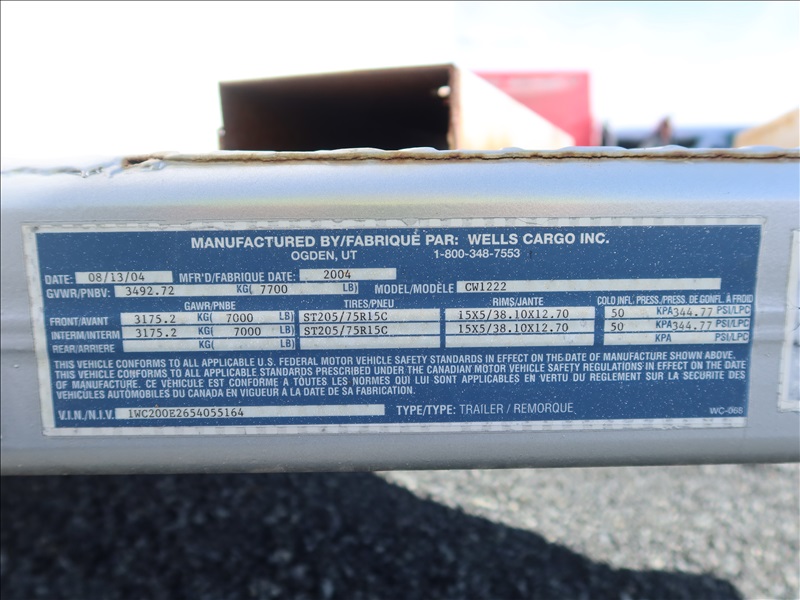 MANUFACTURED BY/FABRIQUÉ PAR: WELLS CARGO INC.
OGDEN, UT 1-800-348-7553
DATE: 08/13/04 MFR'D/FABRIQUE DATE: 2004
GVWR/PNBV: 3492.72 KG( 7700 LB) MODEL/MODÈLE CW1222
GAWR/PNBE TIRES/PNEU RIMS/JANTE COLD INFL. PRESS./PRESS. DE GONFL. À FROID
FRONT/AVANT 3175.2 KG( 7000 LB) ST205/75R15C 15X5/38.10X12.70 50 KPA 344.77 PSI/LPC
INTERM/INTERM 3175.2 KG( 7000 LB) ST205/75R15C 15X5/38.10X12.70 50 KPA 344.77 PSI/LPC
REAR/ARRIERE KG( LB) KPA PSI/LPC
THIS VEHICLE CONFORMS TO ALL APPLICABLE U.S. FEDERAL MOTOR VEHICLE SAFETY STANDARDS IN EFFECT ON THE DATE OF MANUFACTURE SHOWN ABOVE.
THIS VEHICLE CONFORMS TO ALL APPLICABLE STANDARDS PRESCRIBED UNDER THE CANADIAN MOTOR VEHICLE SAFETY REGULATIONS IN EFFECT ON THE DATE
OF MANUFACTURE. CE VÉHICULE EST CONFORME A TOUTES LES NORMES QUI LUI SONT APPLICABLES EN VERTU DU REGLEMENT SUR LA SECURITE DES
VEHICULES AUTOMOBILES DU CANADA EN VIGUEUR A LA DATE DE SA FABRICATION.
V.I.N./N.I.V. 1WC200E2654055164 TYPE/TYPE: TRAILER / REMORQUE WC-068